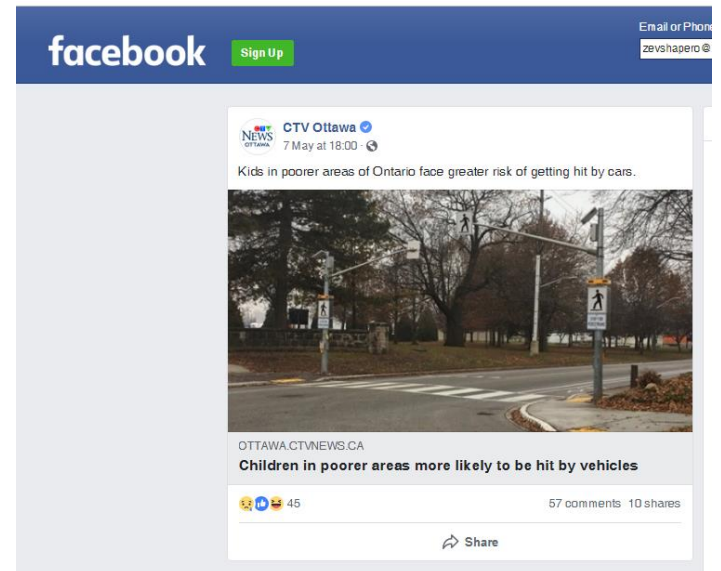 facebook
Sign Up
Email or Phone
zevshapero@
NEWS
OTTAWA
CTV Ottawa
7 May at 18:00
Kids in poorer areas of Ontario face greater risk of getting hit by cars.
OTTAWA.CTVNEWS.CA
Children in poorer areas more likely to be hit by vehicles
45
57 comments 10 shares
Share